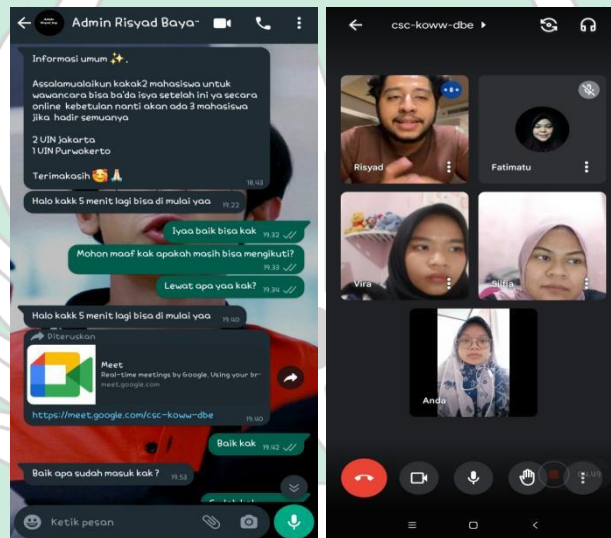 Admin Risyad Baya-
Informasi umum ✨.
Assalamualaikun kakak2 mahasiswa untuk
wawancara bisa ba'da isya setelah ini ya secara
online kebetulan nanti akan ada 3 mahasiswa
jika hadir semuanya
2 UIN jakarta
1 UIN Purwokerto
Terimakasih 🥰🙏🏻
18.43
Halo kakk 5 menit lagi bisa di mulai yaa 19.22
Iyaa baik bisa kak 19.32
Mohon maaf kak apakah masih bisa mengikuti?
19.33
Lewat apa yaa kak? 19.34
Halo kakk 5 menit lagi bisa di mulai yaa 19.40
Diteruskan
Meet
Real-time meetings by Google. Using your br-
meet.google.com
https://meet.google.com/csc-koww-dbe
19.40
Baik kak 19.42
Baik apa sudah masuk kak ? 19.53
Ketik pesan
csc-koww-dbe
Risyad
Fatimatu
Vira
Silfia
Anda